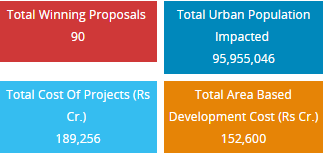 Total Winning Proposals
90
Total Urban Population
Impacted
95,955,046
Total Cost Of Projects (Rs
Cr.)
189,256
Total Area Based
Development Cost (Rs Cr.)
152,600